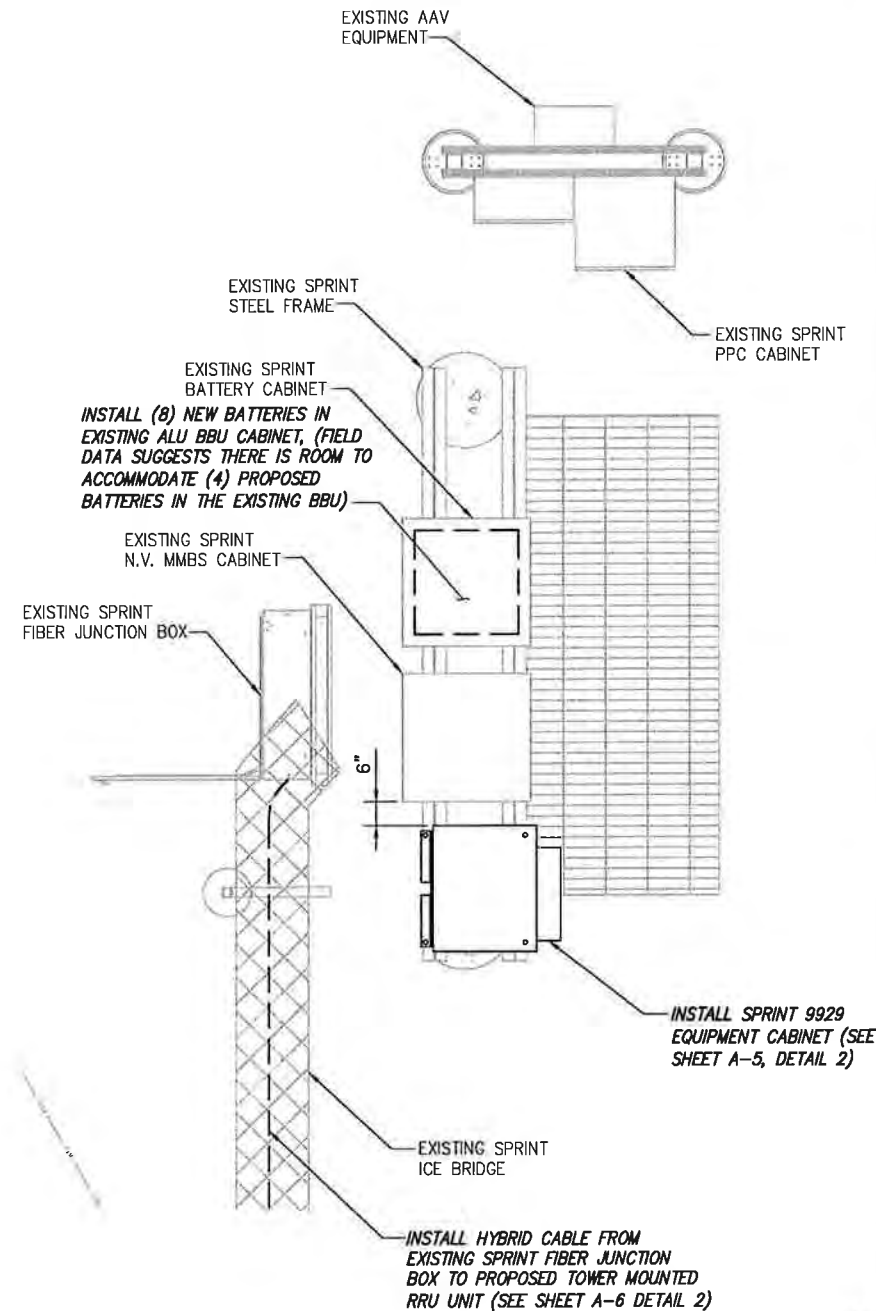 EXISTING AAV
EQUIPMENT
EXISTING SPRINT
PPC CABINET
EXISTING SPRINT
STEEL FRAME
EXISTING SPRINT
BATTERY CABINET
INSTALL (8) NEW BATTERIES IN
EXISTING ALU BBU CABINET, (FIELD
DATA SUGGESTS THERE IS ROOM TO
ACCOMMODATE (4) PROPOSED
BATTERIES IN THE EXISTING BBU)
EXISTING SPRINT
N.V. MMBS CABINET
EXISTING SPRINT
FIBER JUNCTION BOX
6"
INSTALL SPRINT 9929
EQUIPMENT CABINET (SEE
SHEET A-5, DETAIL 2)
EXISTING SPRINT
ICE BRIDGE
INSTALL HYBRID CABLE FROM
EXISTING SPRINT FIBER JUNCTION
BOX TO PROPOSED TOWER MOUNTED
RRU UNIT (SEE SHEET A-6 DETAIL 2)